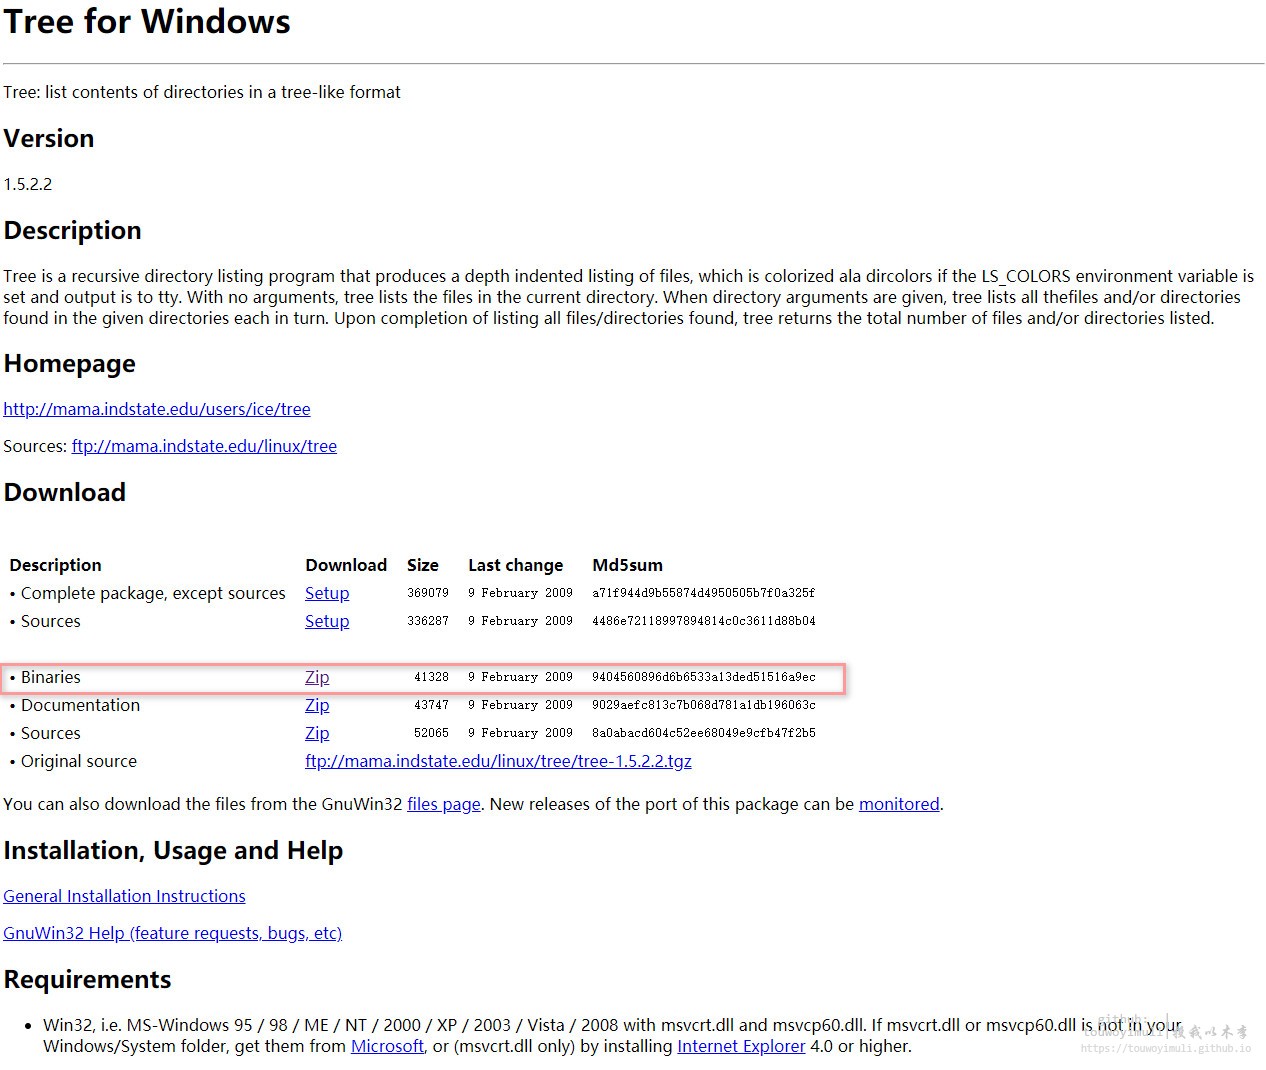 Tree for Windows
Tree: list contents of directories in a tree-like format
Version
1.5.2.2
Description
Tree is a recursive directory listing program that produces a depth indented listing of files, which is colorized ala dircolors if the LS_COLORS environment variable is
set and output is to tty. With no arguments, tree lists the files in the current directory. When directory arguments are given, tree lists all thefiles and/or directories
found in the given directories each in turn. Upon completion of listing all files/directories found, tree returns the total number of files and/or directories listed.
Homepage
http://mama.indstate.edu/users/ice/tree
Sources: ftp://mama.indstate.edu/linux/tree
Download
Description Download Size Last change Md5sum
• Complete package, except sources Setup 369079 9 February 2009 a71f944d9b55874d4950505b7f0a325f
• Sources Setup 336287 9 February 2009 4486e72118997894814c0c3611d88b04
• Binaries Zip 41328 9 February 2009 9404560896d6b6533a13ded51516a9ec
• Documentation Zip 43747 9 February 2009 9029aefc813c7b068d781a1db196063c
• Sources Zip 52065 9 February 2009 8a0abacd604c52ee68049e9cfb47f2b5
• Original source ftp://mama.indstate.edu/linux/tree/tree-1.5.2.2.tgz
You can also download the files from the GnuWin32 files page. New releases of the port of this package can be monitored.
Installation, Usage and Help
General Installation Instructions
GnuWin32 Help (feature requests, bugs, etc)
Requirements
• Win32, i.e. MS-Windows 95 / 98 / ME / NT / 2000 / XP / 2003 / Vista / 2008 with msvcrt.dll and msvcp60.dll. If msvcrt.dll or msvcp60.dll is not in your
Windows/System folder, get them from Microsoft, or (msvcrt.dll only) by installing Internet Explorer 4.0 or higher.
github:
touwoyimuli 投我以木李
https://touwoyimuli.github.io